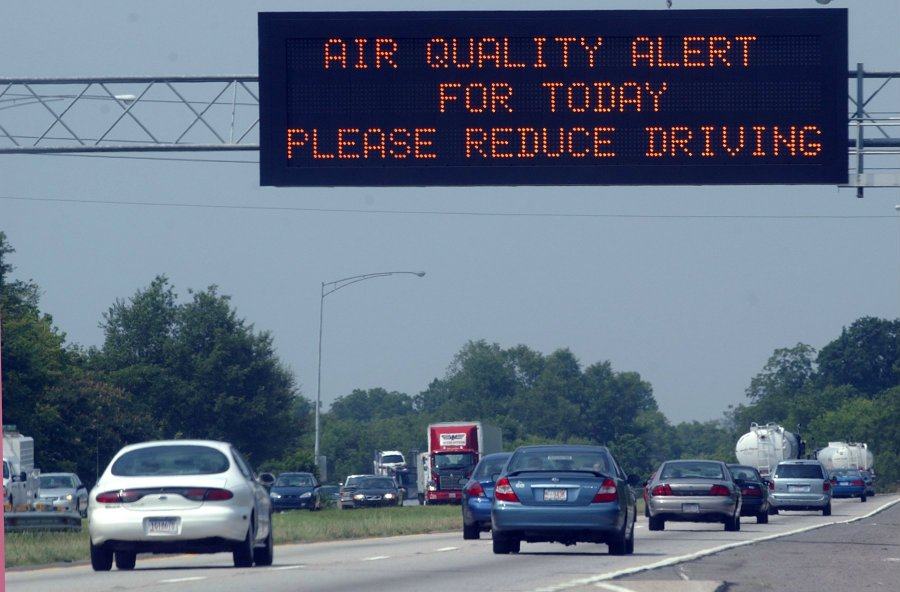 AIR QUALITY ALERT
FOR TODAY
PLEASE REDUCE DRIVING